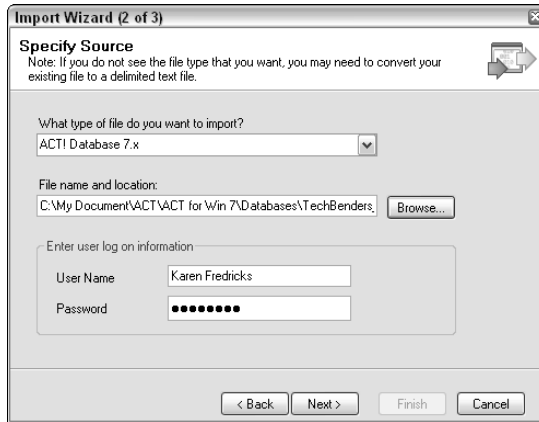 Import Wizard (2 of 3)
Specify Source
Note: If you do not see the file type that you want, you may need to convert your
existing file to a delimited text file.
What type of file do you want to import?
ACT! Database 7.x
File name and location:
C:\My Document\ACT\ACT for Win 7\Databases\TechBenders_
Browse...
Enter user log on information
User Name
Karen Fredricks
Password
●●●●●●●●
< Back
Next >
Finish
Cancel